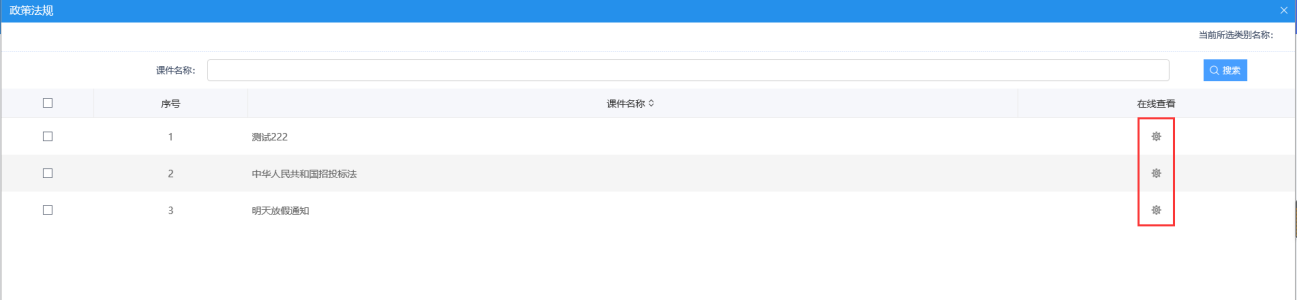 政策法规
当前所选类别名称:
课件名称: 搜索
序号 课件名称 在线查看
1 测试222
2 中华人民共和国招投标法
3 明天放假通知